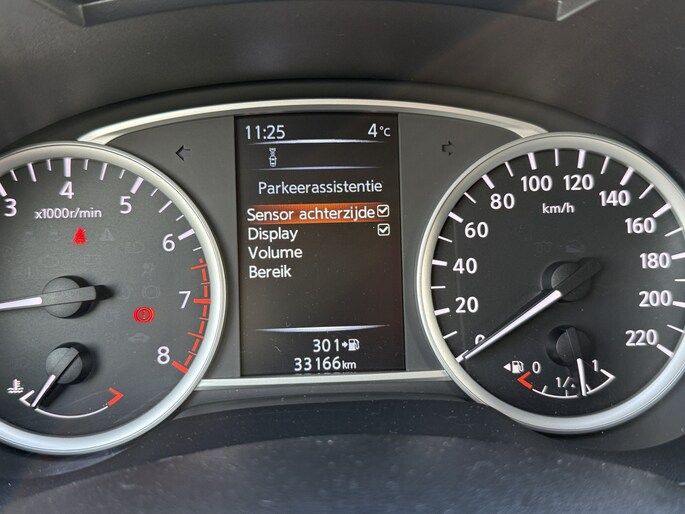 11:25 4°C
Parkeerassistentie
Sensor achterzijde
Display
Volume
Bereik
301
33166km
3 4 5 6 7 8
x1000r/min
0 20 40 60 80 100 120 140 160 180 200 220
km/h
0 1/2 1